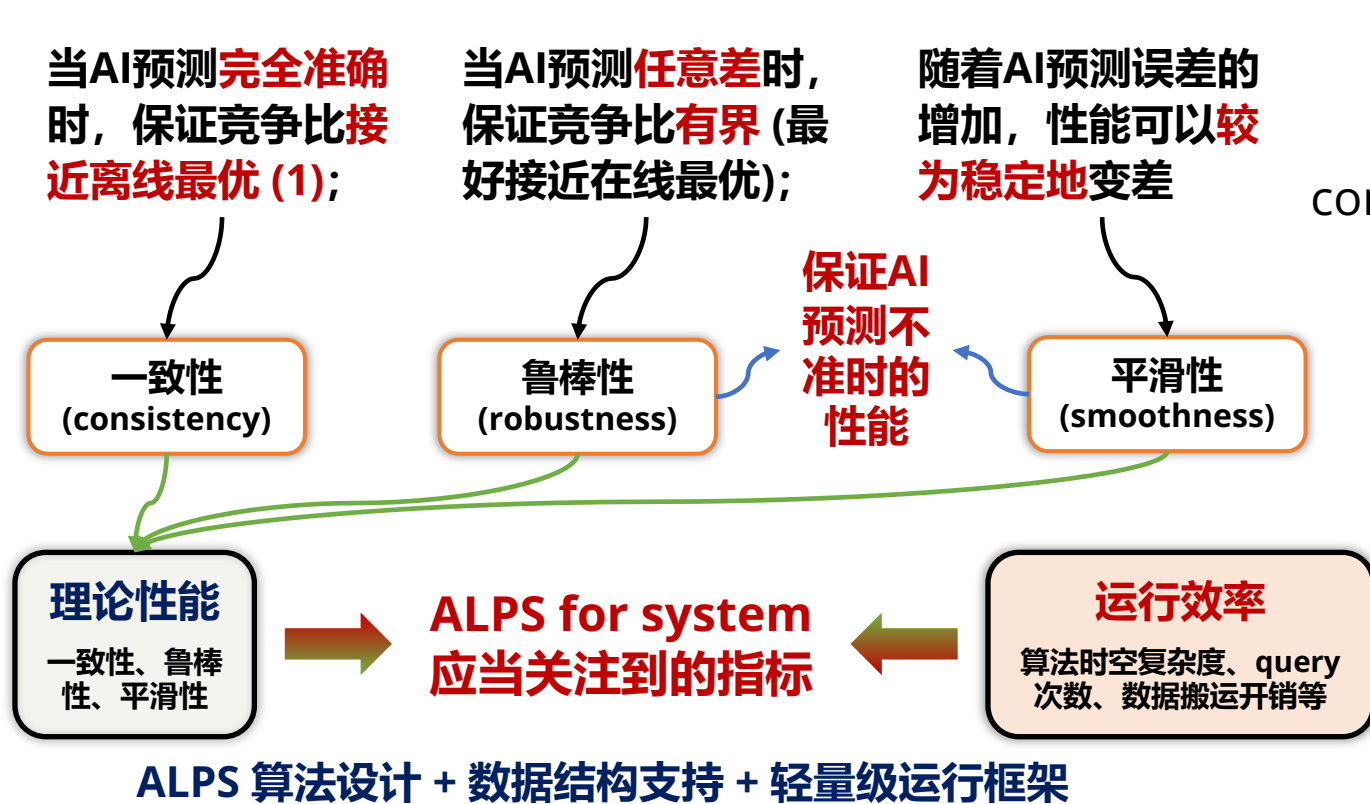 当AI预测完全准确
时，保证竞争比接
近离线最优 (1)；
当AI预测任意差时，
保证竞争比有界 (最
好接近在线最优)；
随着AI预测误差的
增加，性能可以较
为稳定地变差
con
保证AI
预测不
准时的
性能
一致性
(consistency)
鲁棒性
(robustness)
平滑性
(smoothness)
理论性能
一致性、鲁棒
性、平滑性
ALPS for system
应当关注到的指标
运行效率
算法时空复杂度、query
次数、数据搬运开销等
ALPS 算法设计 + 数据结构支持 + 轻量级运行框架